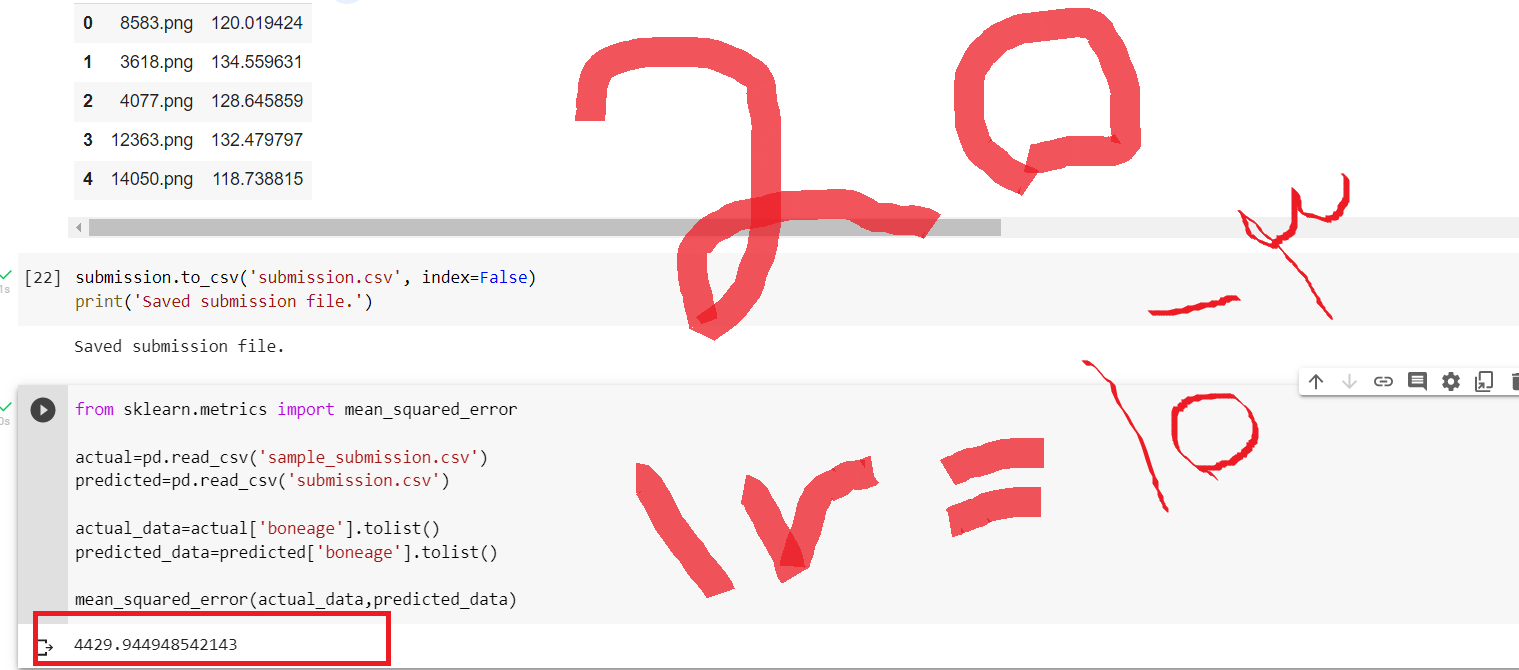 0 8583.png 120.019424
1 3618.png 134.559631
2 4077.png 128.645859
3 12363.png 132.479797
4 14050.png 118.738815
20
[22] submission.to_csv('submission.csv', index=False)
print('Saved submission file.')
1s
Saved submission file.
from sklearn.metrics import mean_squared_error
0s
actual=pd.read_csv('sample_submission.csv')
predicted=pd.read_csv('submission.csv')
actual_data=actual['boneage'].tolist()
predicted_data=predicted['boneage'].tolist()
mean_squared_error(actual_data,predicted_data)
lr = 10
4429.944948542143